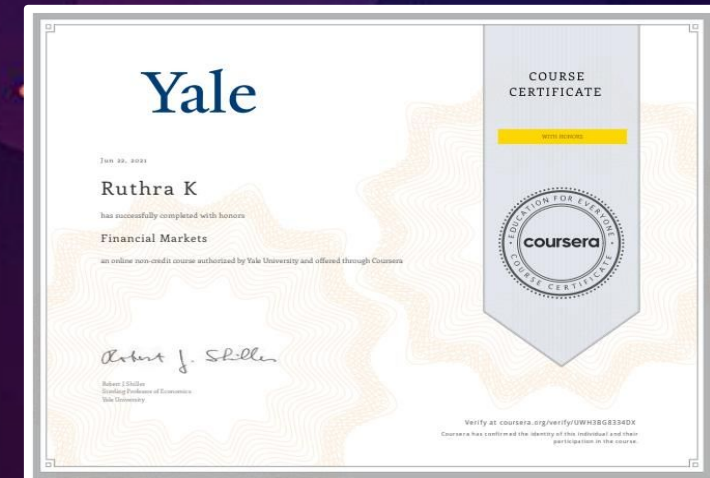 Yale
Jun 22, 2021
Ruthra K
has successfully completed with honors
Financial Markets
an online non-credit course authorized by Yale University and offered through Coursera
Robert J. Shiller
Robert J Shiller
Sterling Professor of Economics
Yale University
COURSE
CERTIFICATE
WITH HONORS
EDUCATION FOR EVERYONE
coursera
COURSE CERTIFICATE
Verify at coursera.org/verify/UWH3BG8334DX
Coursera has confirmed the identity of this individual and their
participation in the course.